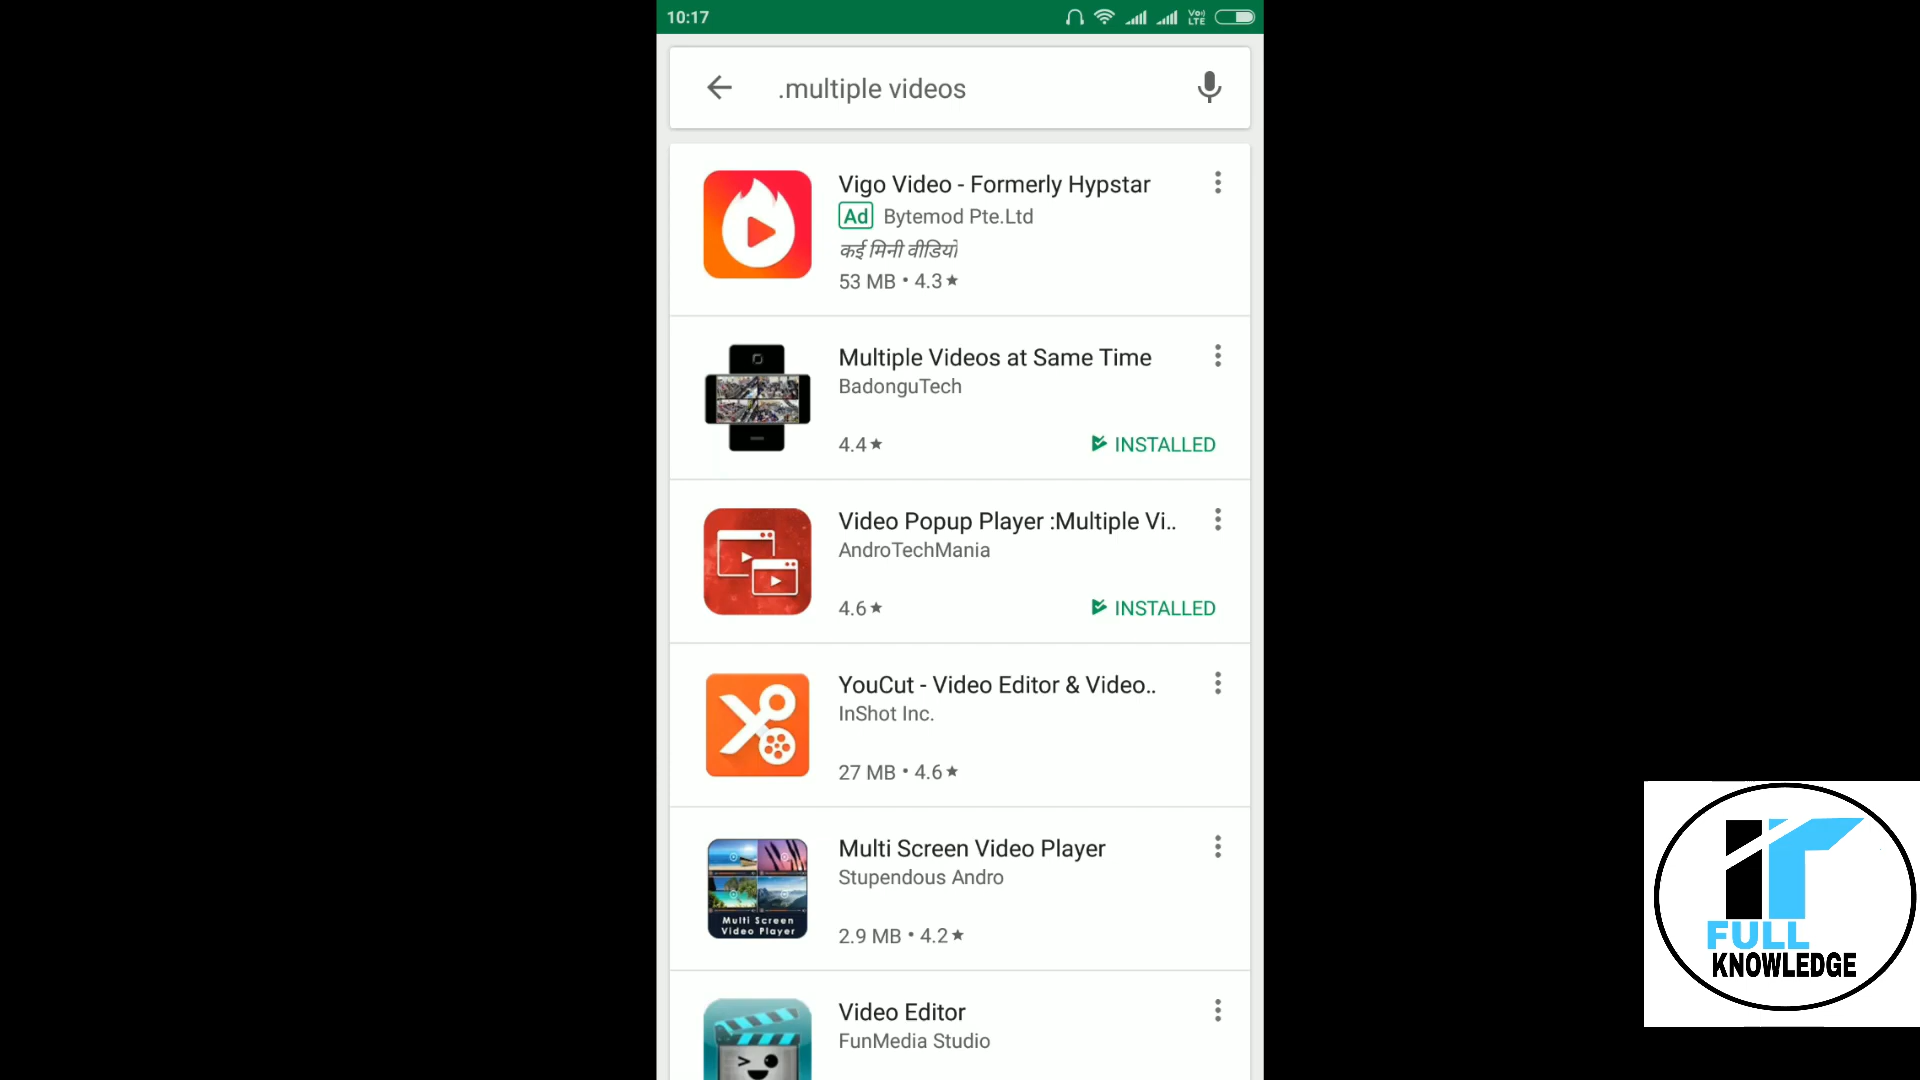 10:17
Vo))
LTE
.multiple videos
Vigo Video - Formerly Hypstar
Ad Bytemod Pte.Ltd
कई मिनी वीडियो
53 MB • 4.3★
Multiple Videos at Same Time
BadonguTech
4.4★ INSTALLED
Video Popup Player :Multiple Vi..
AndroTechMania
4.6★ INSTALLED
YouCut - Video Editor & Video..
InShot Inc.
27 MB • 4.6★
Multi Screen Video Player
Stupendous Andro
Multi Screen
Video Player
2.9 MB • 4.2★
Video Editor
FunMedia Studio
IT
FULL
KNOWLEDGE